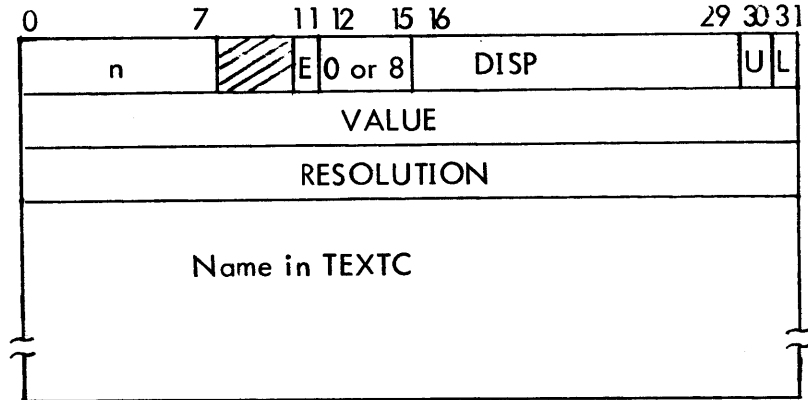 0 7 11 12 15 16 29 30 31
n E 0 or 8 DISP U L
VALUE
RESOLUTION
Name in TEXTC